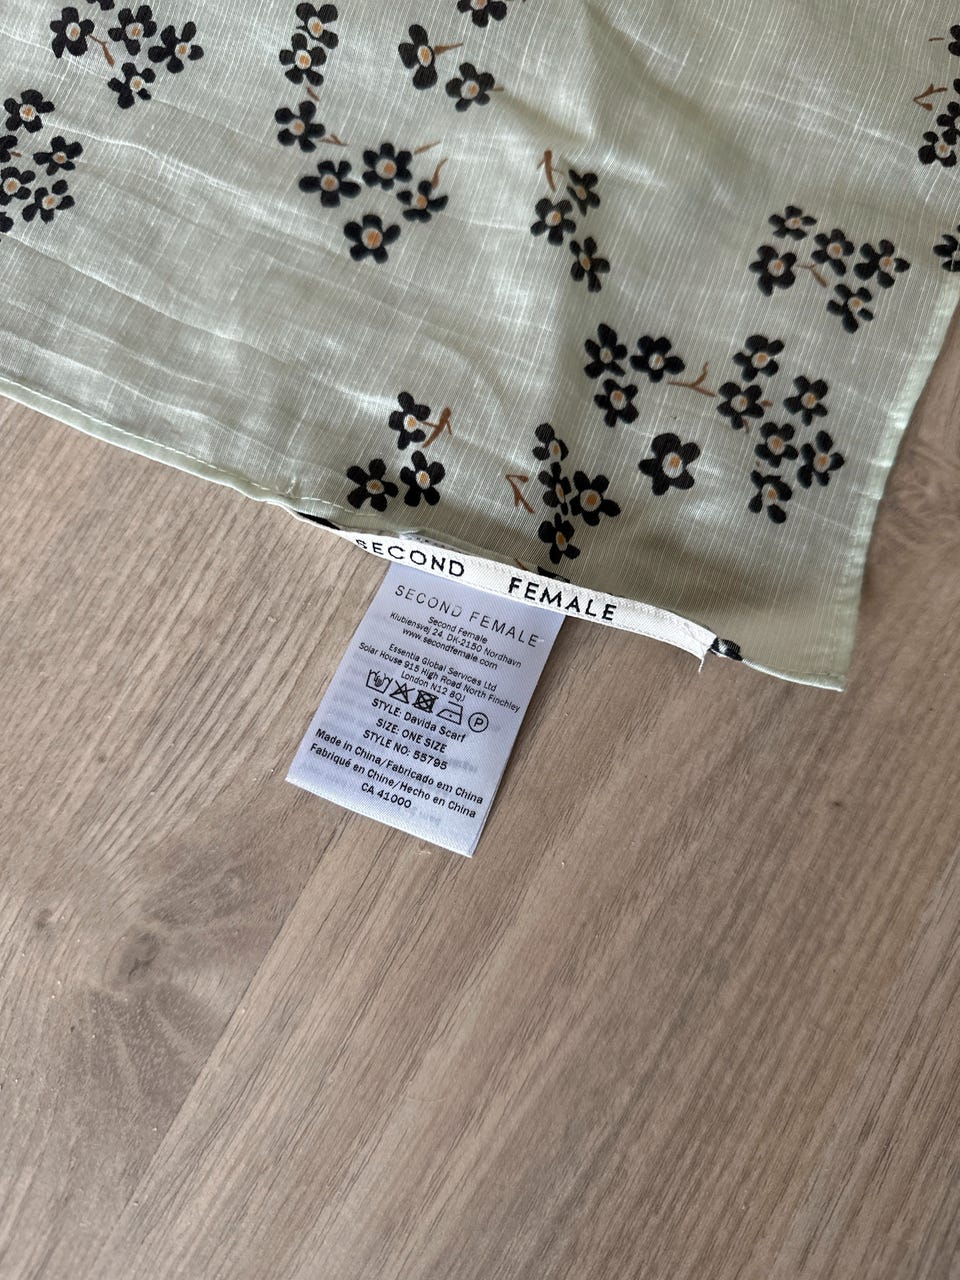 SECOND FEMALE
SECOND FEMALE
Second Female
Klubiensvej 24, DK-2150 Nordhavn
www.secondfemale.com
Essentia Global Services Ltd
Solar House 915 High Road North Finchley
London N12 8QJ
P
STYLE: Davida Scarf
SIZE: ONE SIZE
STYLE NO: 55795
Made in China/Fabricado em China
Fabriqué en Chine/Hecho en China
CA 41000